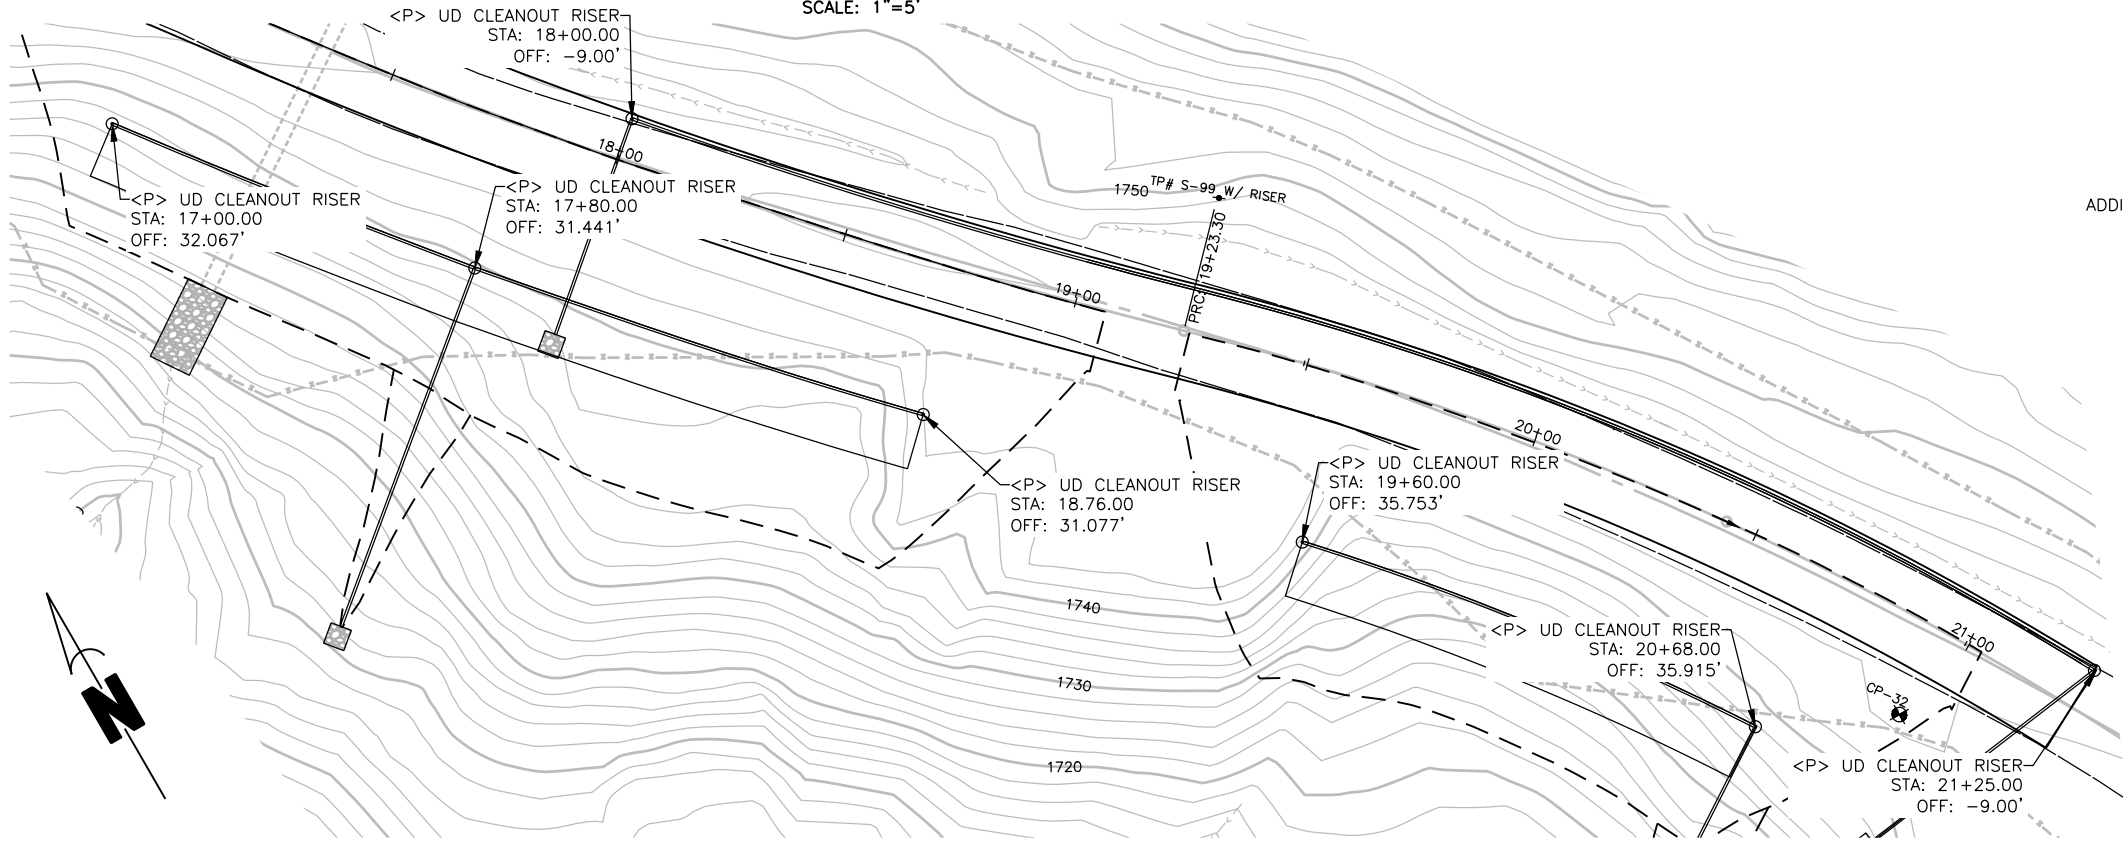 SCALE: 1"=5'
<P> UD CLEANOUT RISER
STA: 18+00.00
OFF: -9.00'
18+00
<P> UD CLEANOUT RISER
STA: 17+00.00
OFF: 32.067'
<P> UD CLEANOUT RISER
STA: 17+80.00
OFF: 31.441'
1750
TP# S-99 W/ RISER
ADDI
PRC: 19+23.30
19+00
20+00
<P> UD CLEANOUT RISER
STA: 18.76.00
OFF: 31.077'
<P> UD CLEANOUT RISER
STA: 19+60.00
OFF: 35.753'
1740
<P> UD CLEANOUT RISER
STA: 20+68.00
OFF: 35.915'
21+00
1730
CP-32
N
1720
<P> UD CLEANOUT RISER
STA: 21+25.00
OFF: -9.00'